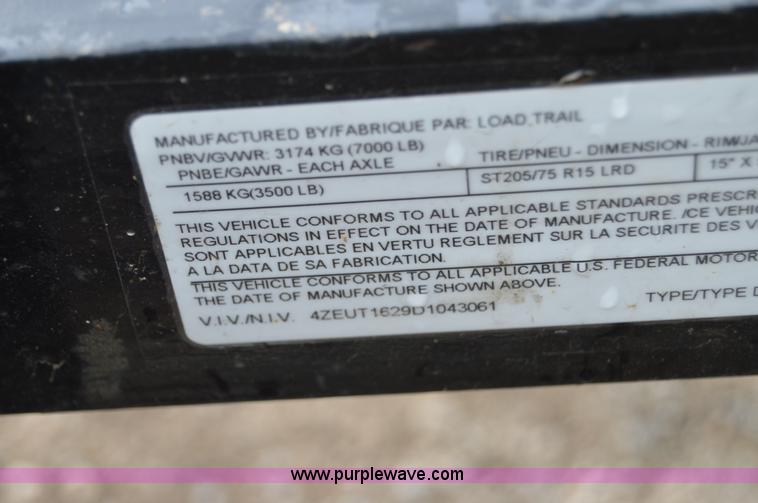 MANUFACTURED BY/FABRIQUE PAR: LOAD TRAIL
PNBV/GVWR: 3174 KG (7000 LB)
PNBE/GAWR - EACH AXLE
TIRE/PNEU - DIMENSION - RIM/JA
1588 KG(3500 LB)
ST205/75 R15 LRD
15" X
THIS VEHICLE CONFORMS TO ALL APPLICABLE STANDARDS PRESCR
REGULATIONS IN EFFECT ON THE DATE OF MANUFACTURE. /CE VEHI
SONT APPLICABLES EN VERTU REGLEMENT SUR LA SECURITE DES V
A LA DATA DE SA FABRICATION.
THIS VEHICLE CONFORMS TO ALL APPLICABLE U.S. FEDERAL MOTOR
THE DATE OF MANUFACTURE SHOWN ABOVE.
V.I.V./N.I.V. 4ZEUT1629D1043061
TYPE/TYPE D
www.purplewave.com